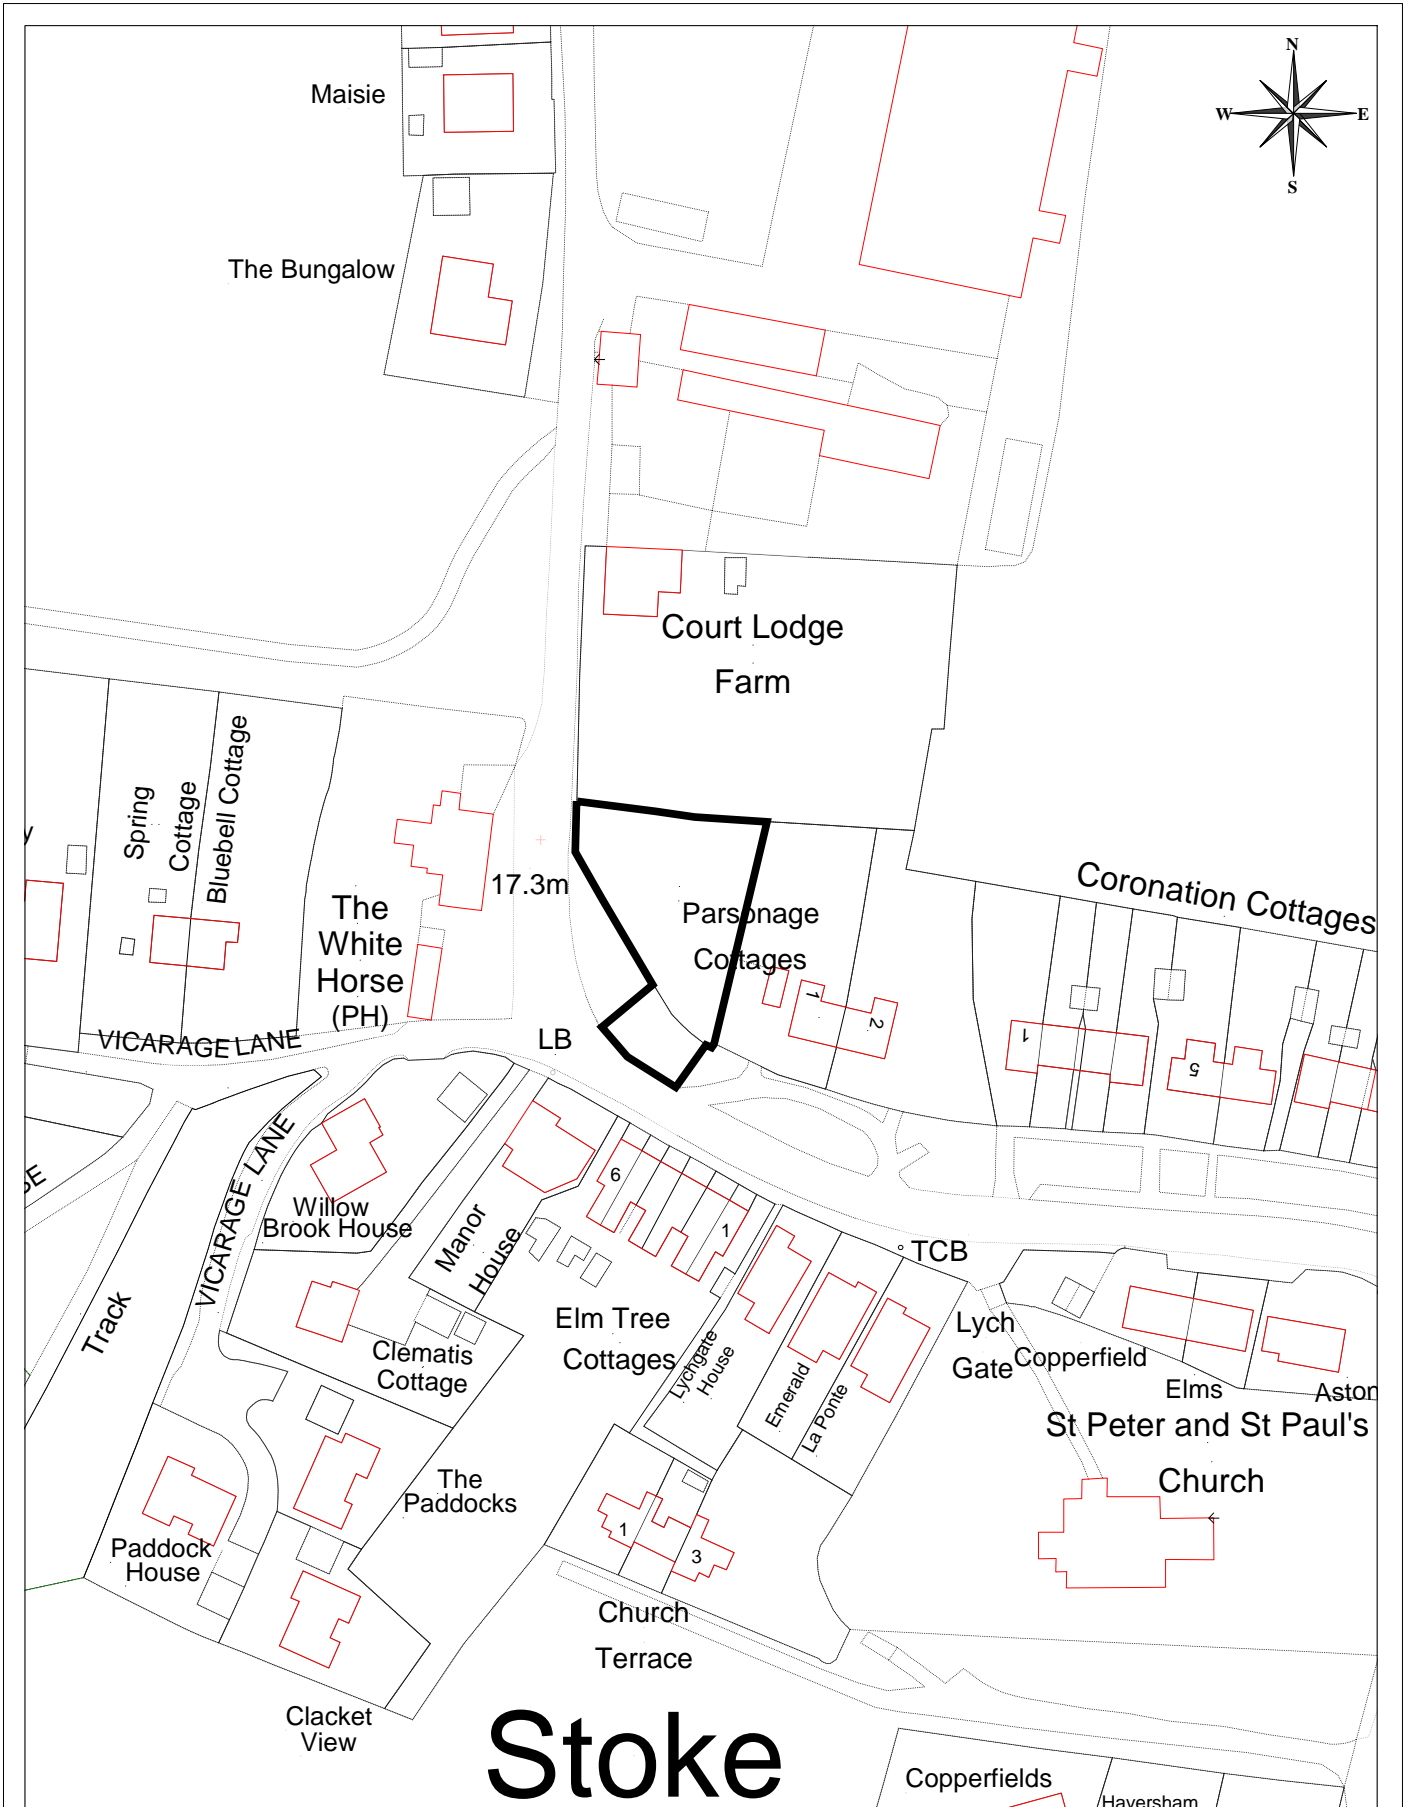 N
Maisie
W
E
S
The Bungalow
Court Lodge
Farm
Spring
Cottage
Bluebell Cottage
y
17.3m
Coronation Cottages
The
White
Horse
(PH)
Parsonage
Cottages
1
2
1
5
VICARAGE LANE
LB
VICARAGE LANE
Willow
Brook House
6
1
Manor
House
TCB
Track
Elm Tree
Cottages
Lych
Gate
Copperfield
Clematis
Cottage
Lychgate
House
Emerald
La Ponte
Elms
Aston
St Peter and St Paul's
Church
The
Paddocks
Paddock
House
1
3
Church
Terrace
Clacket
View
Stoke
Copperfields
Haversham